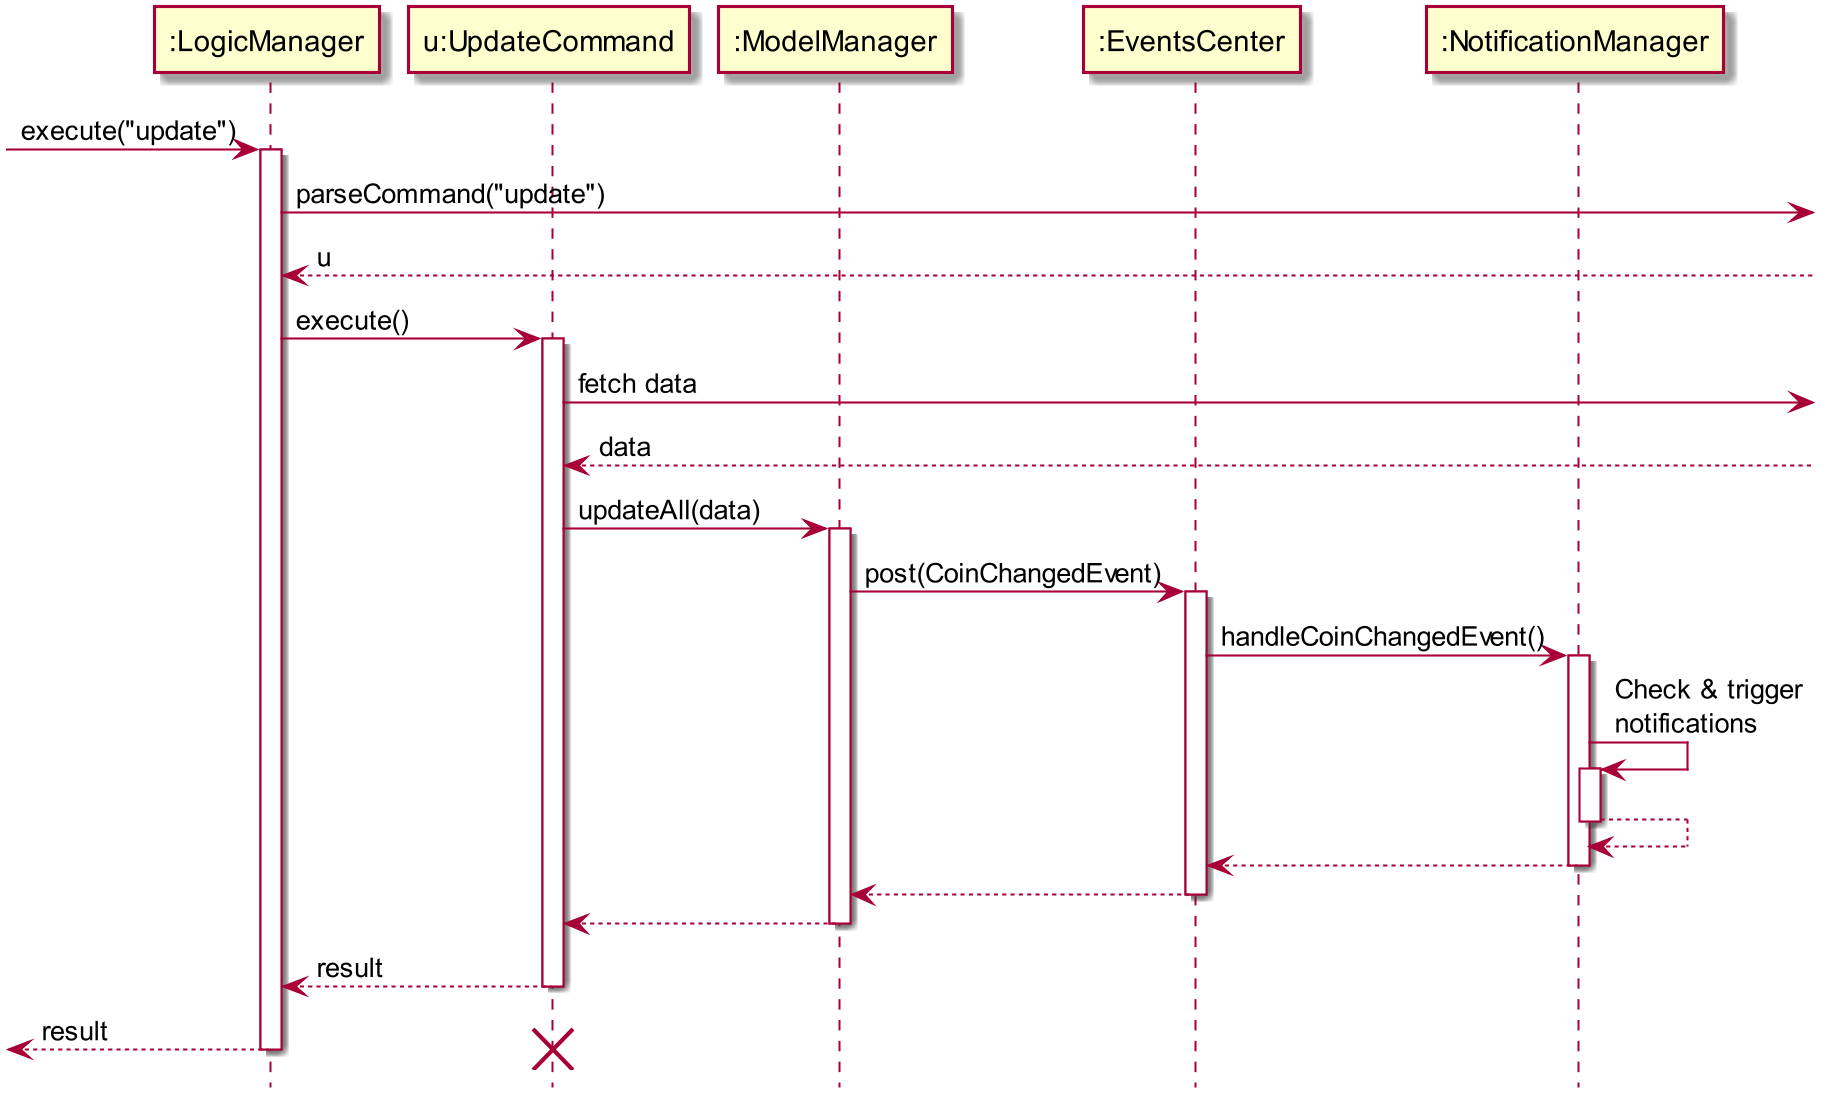 :LogicManager
u:UpdateCommand
:ModelManager
:EventsCenter
:NotificationManager
execute("update")
parseCommand("update")
u
execute()
fetch data
data
updateAll(data)
post(CoinChangedEvent)
handleCoinChangedEvent()
Check & trigger
notifications
result
result